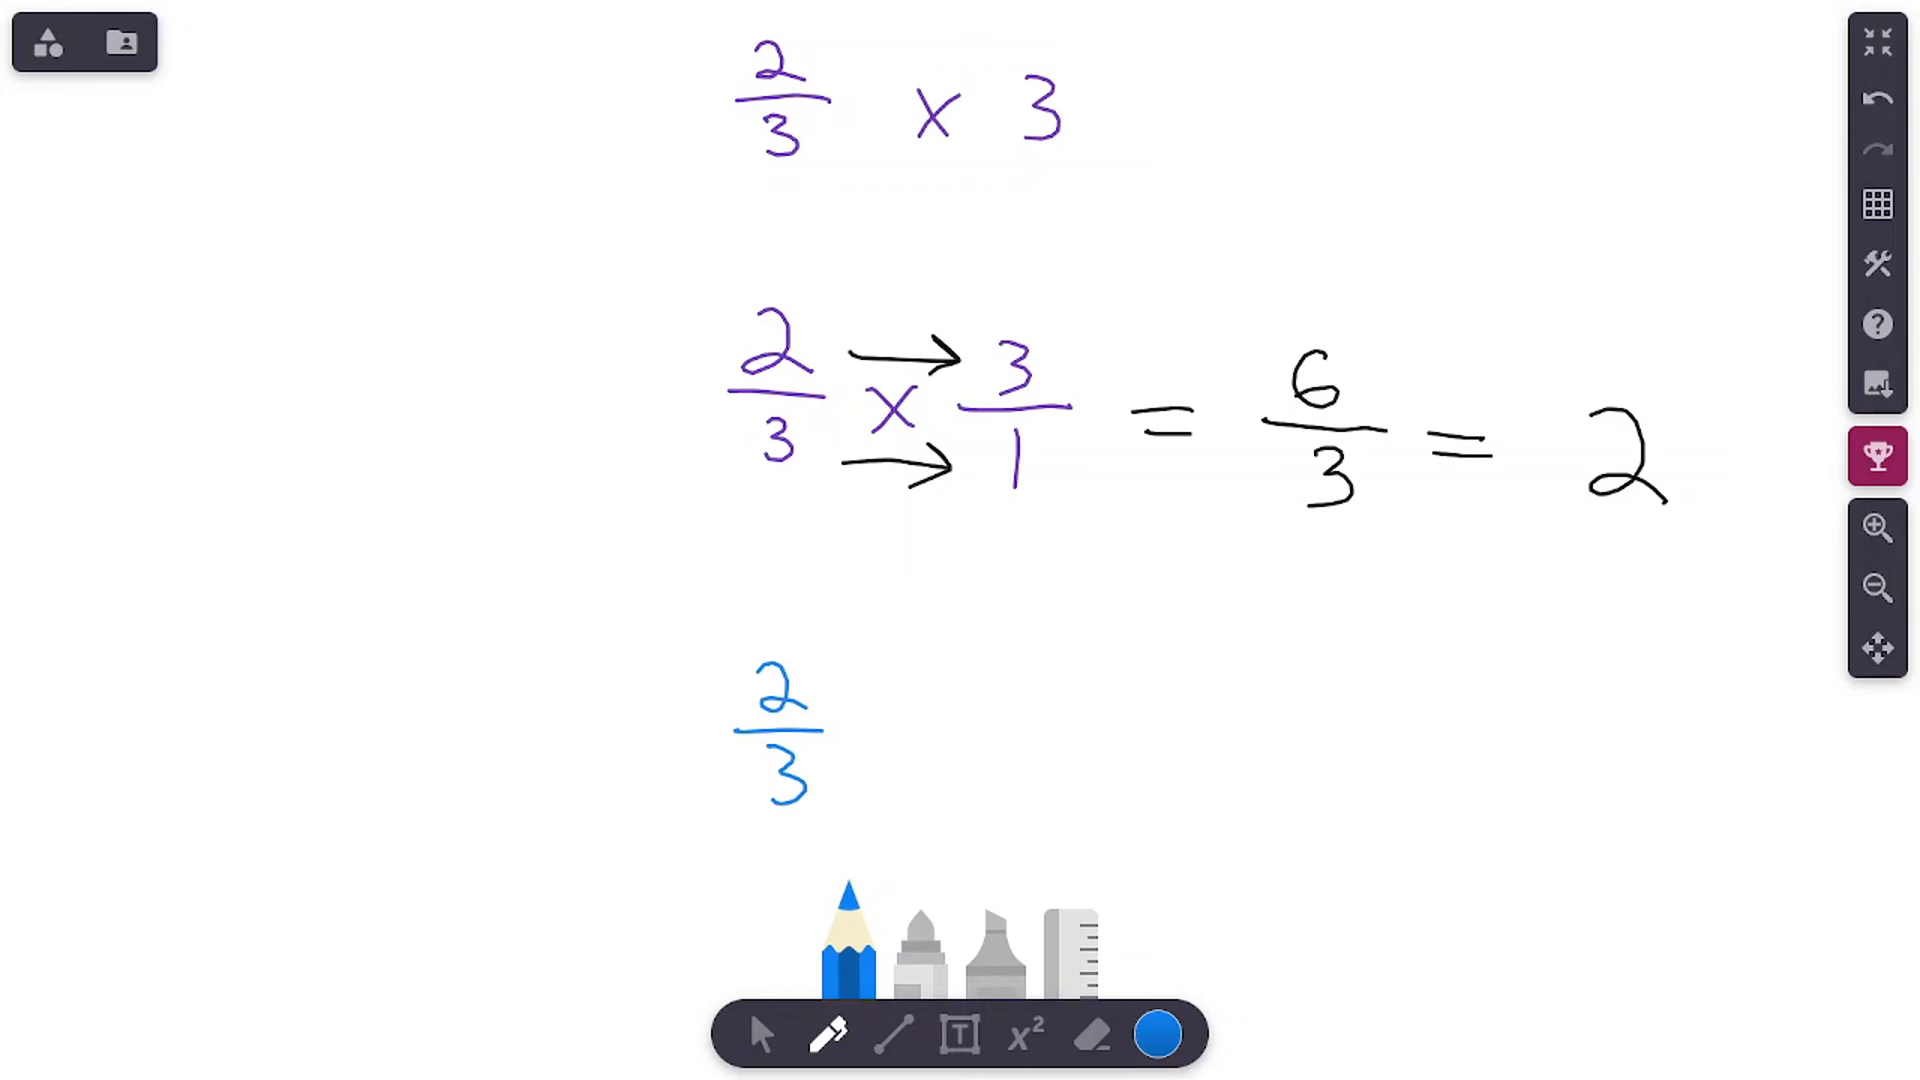 2/3 x 3
2/3 x 3/1 = 6/3 = 2
2/3